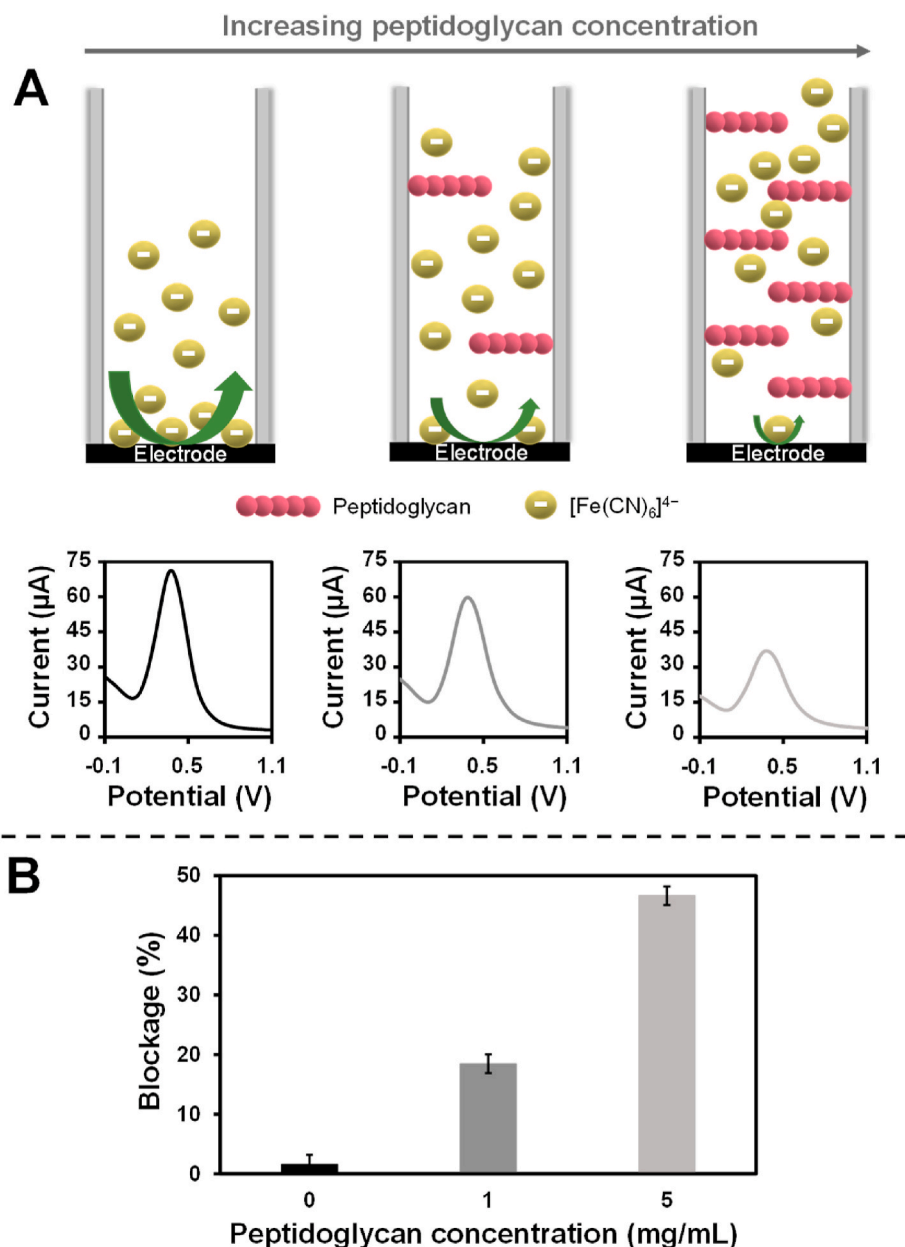 Increasing peptidoglycan concentration
A
Electrode
Electrode
Electrode
Peptidoglycan
[Fe(CN)₆]⁴⁻
Current (µA)
75
60
45
30
15
0
-0.1
0.5
1.1
Potential (V)
Current (µA)
75
60
45
30
15
0
-0.1
0.5
1.1
Potential (V)
Current (µA)
75
60
45
30
15
0
-0.1
0.5
1.1
Potential (V)
B
Blockage (%)
50
40
30
20
10
0
0
1
5
Peptidoglycan concentration (mg/mL)